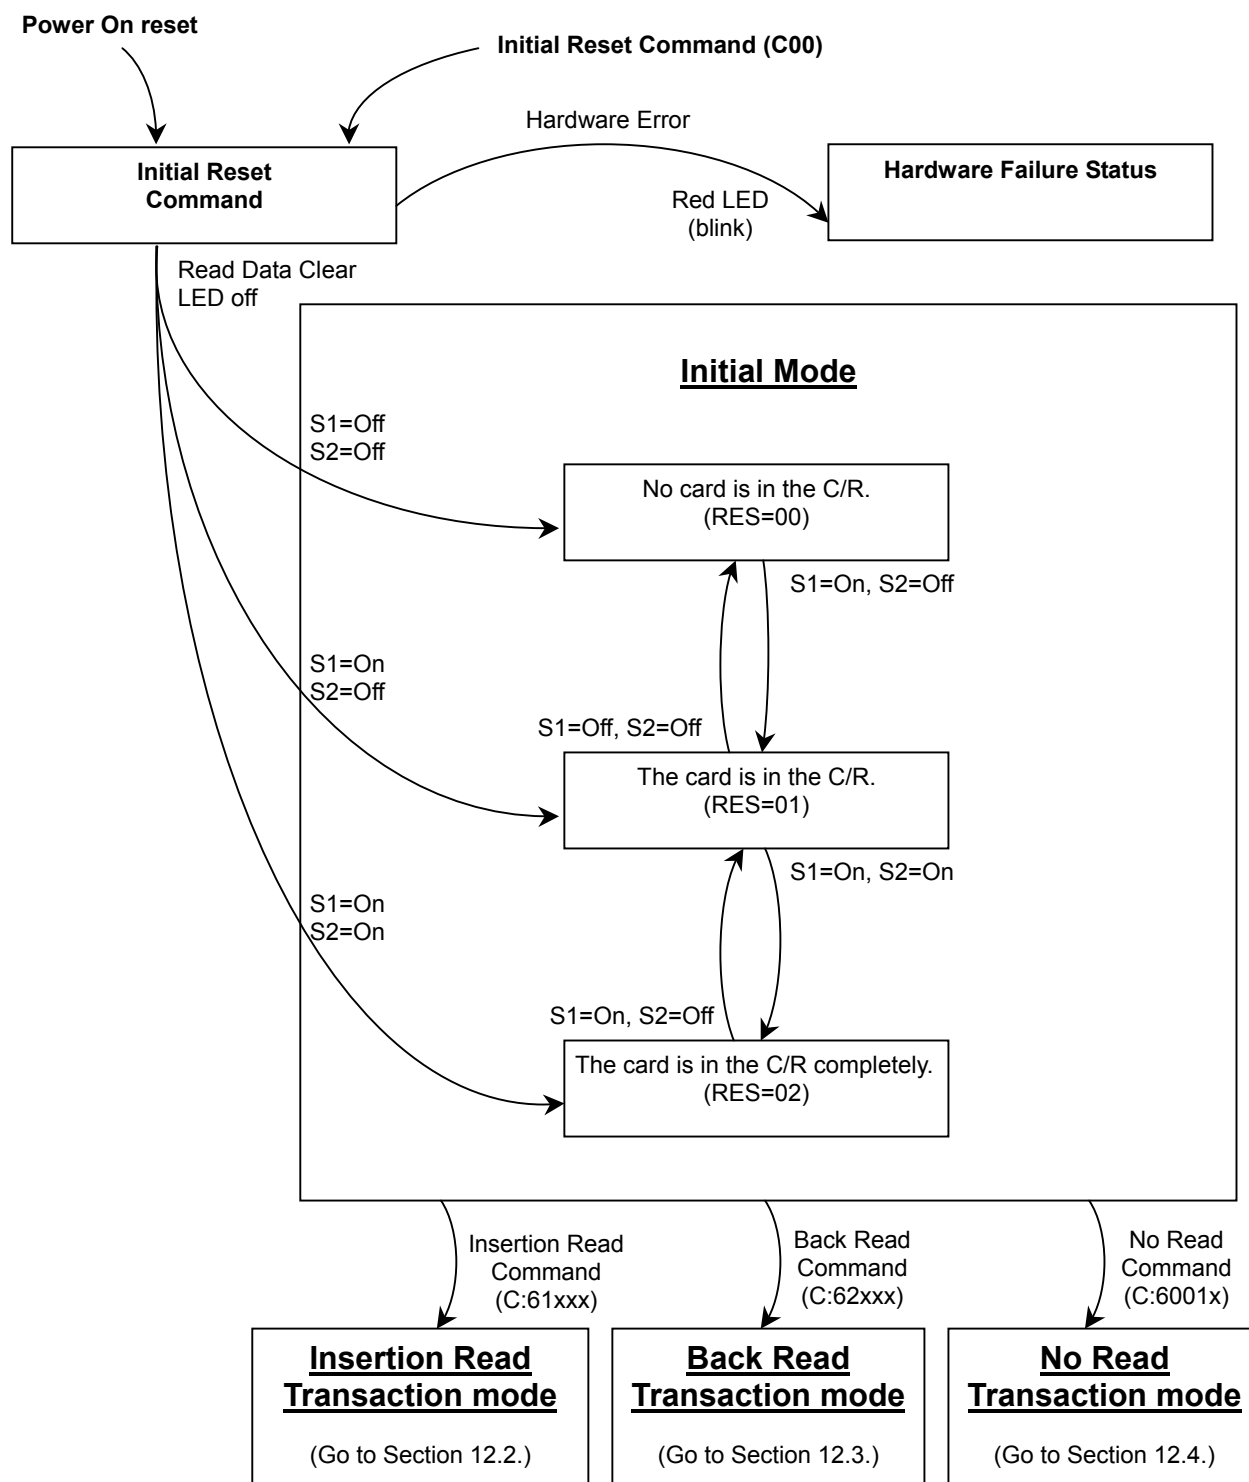 Power On reset
Initial Reset Command (C00)
Hardware Error
Initial Reset
Command
Hardware Failure Status
Red LED
(blink)
Read Data Clear
LED off
Initial Mode
S1=Off
S2=Off
No card is in the C/R.
(RES=00)
S1=On, S2=Off
S1=On
S2=Off
S1=Off, S2=Off
The card is in the C/R.
(RES=01)
S1=On, S2=On
S1=On
S2=On
S1=On, S2=Off
The card is in the C/R completely.
(RES=02)
Insertion Read
Command
(C:61xxx)
Back Read
Command
(C:62xxx)
No Read
Command
(C:6001x)
Insertion Read
Transaction mode
(Go to Section 12.2.)
Back Read
Transaction mode
(Go to Section 12.3.)
No Read
Transaction mode
(Go to Section 12.4.)